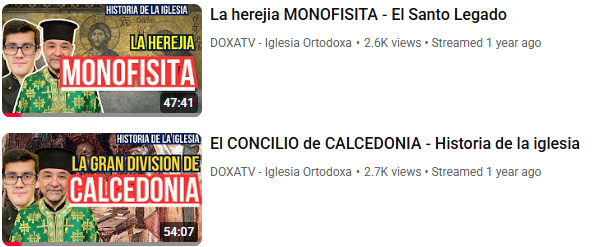 HISTORIA DE LA IGLESIA
LA HEREJIA
MONOFISITA
47:41
La herejia MONOFISITA - El Santo Legado
DOXATV - Iglesia Ortodoxa • 2.6K views • Streamed 1 year ago
HISTORIA DE LA IGLESIA
LA GRAN DIVISION DE
CALCEDONIA
54:07
El CONCILIO de CALCEDONIA - Historia de la iglesia
DOXATV - Iglesia Ortodoxa • 2.7K views • Streamed 1 year ago